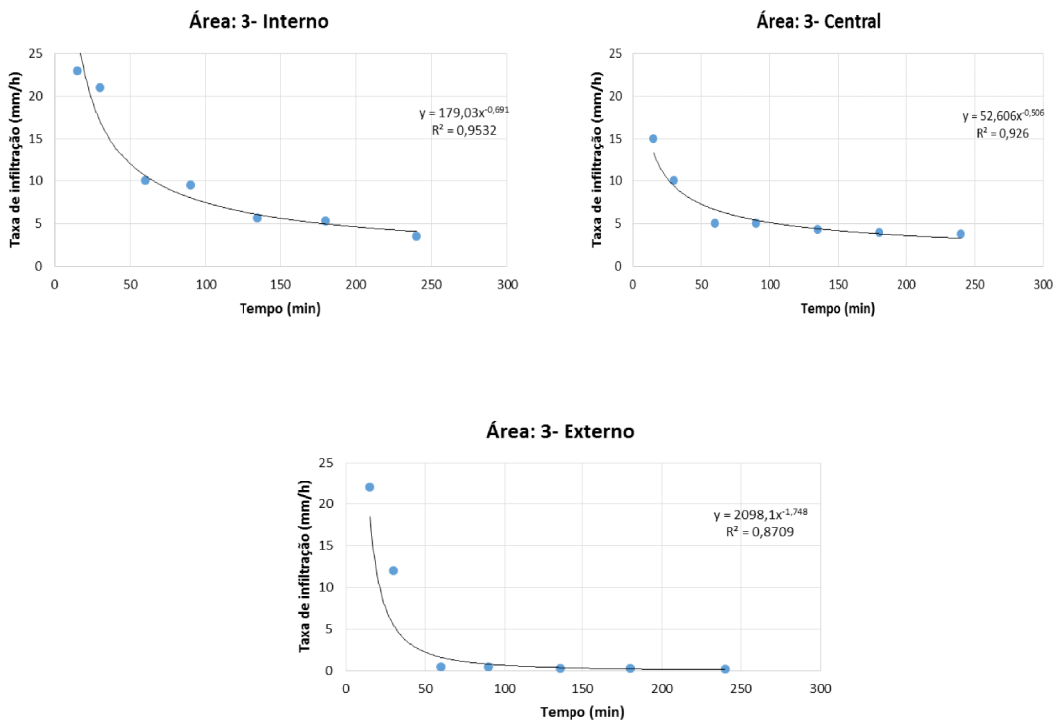 Área: 3- Interno
Taxa de infiltração (mm/h)
25
20
15
10
5
0
y = 179,03x^-0,691
R² = 0,9532
0 50 100 150 200 250 300
Tempo (min)
Área: 3- Central
Taxa de infiltração (mm/h)
25
20
15
10
5
0
y = 52,606x^-0,506
R² = 0,926
0 50 100 150 200 250 300
Tempo (min)
Área: 3- Externo
Taxa de infiltração (mm/h)
25
20
15
10
5
0
y = 2098,1x^-1,748
R² = 0,8709
0 50 100 150 200 250 300
Tempo (min)